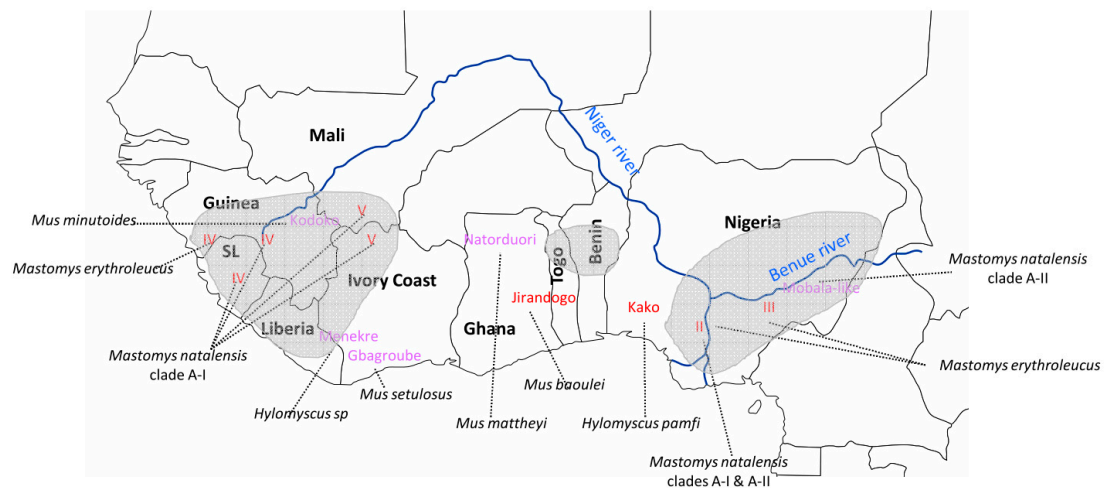 Mali
Niger river
Guinea
Mus minutoides
Kodoko
V
Nigeria
IV
IV
V
Natorduori
Benin
SL
Benue river
Mastomys erythroleucus
Togo
Mastomys natalensis
clade A-II
IV
Ivory Coast
Mobala-like
Jirandogo
Kako
III
Liberia
Ghana
II
Menekre
Gbagroube
Mastomys natalensis
clade A-I
Mastomys erythroleucus
Mus setulosus
Mus baoulei
Hylomyscus sp
Mus mattheyi
Hylomyscus pamfi
Mastomys natalensis
clades A-I & A-II